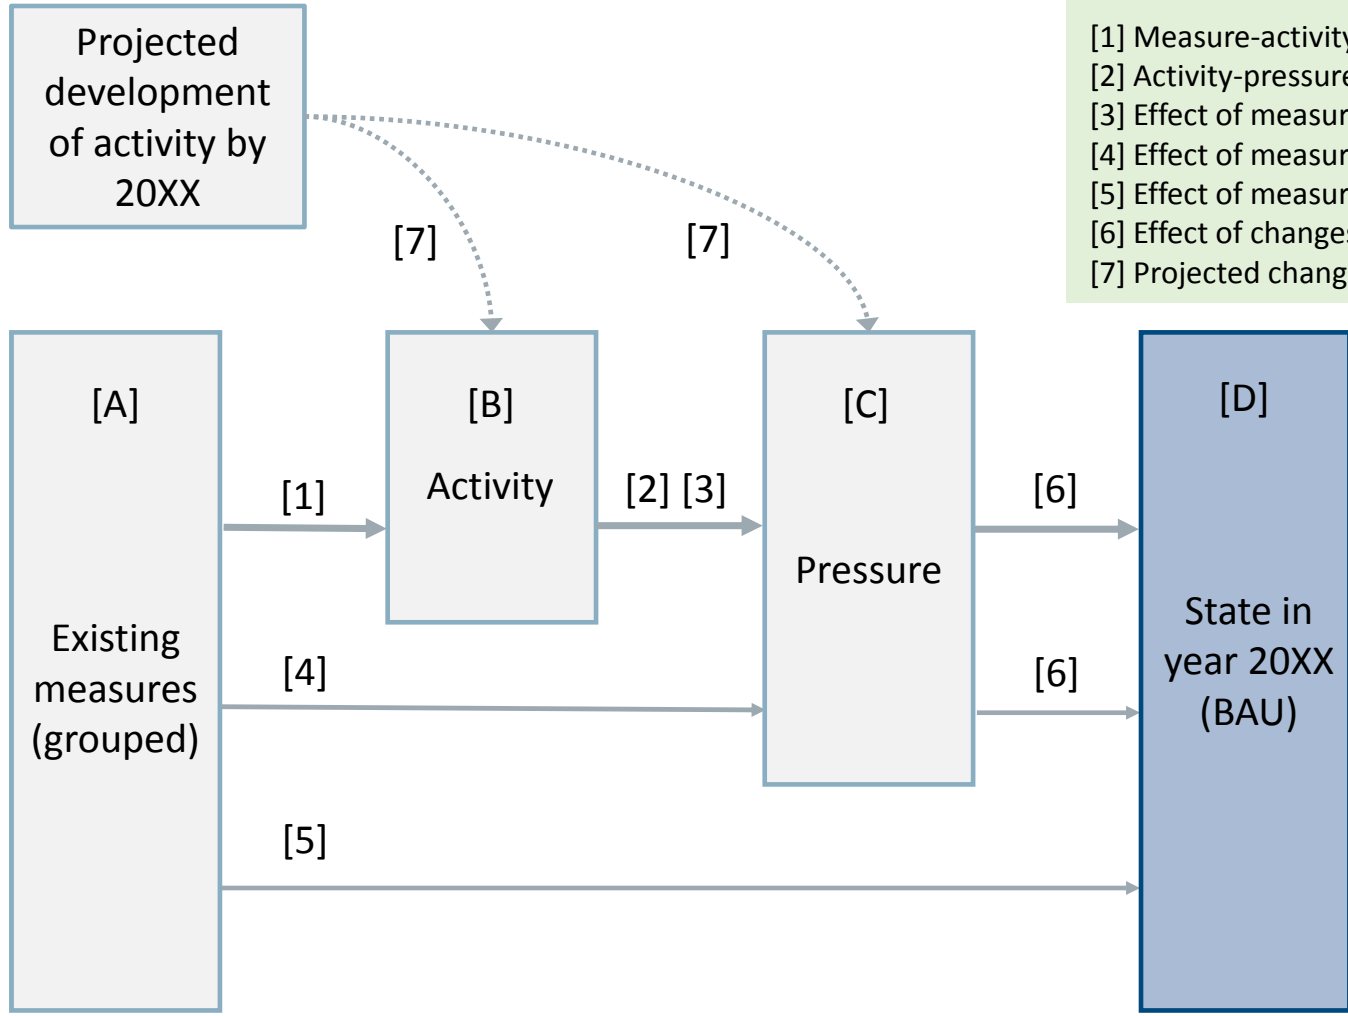 Projected
development
of activity by
20XX
[1] Measure-activity
[2] Activity-pressure
[3] Effect of measur
[4] Effect of measur
[5] Effect of measur
[6] Effect of changes
[7] Projected chang
[7]
[7]
[A]
Existing
measures
(grouped)
[B]
Activity
[C]
Pressure
[D]
State in
year 20XX
(BAU)
[1]
[2] [3]
[6]
[4]
[6]
[5]